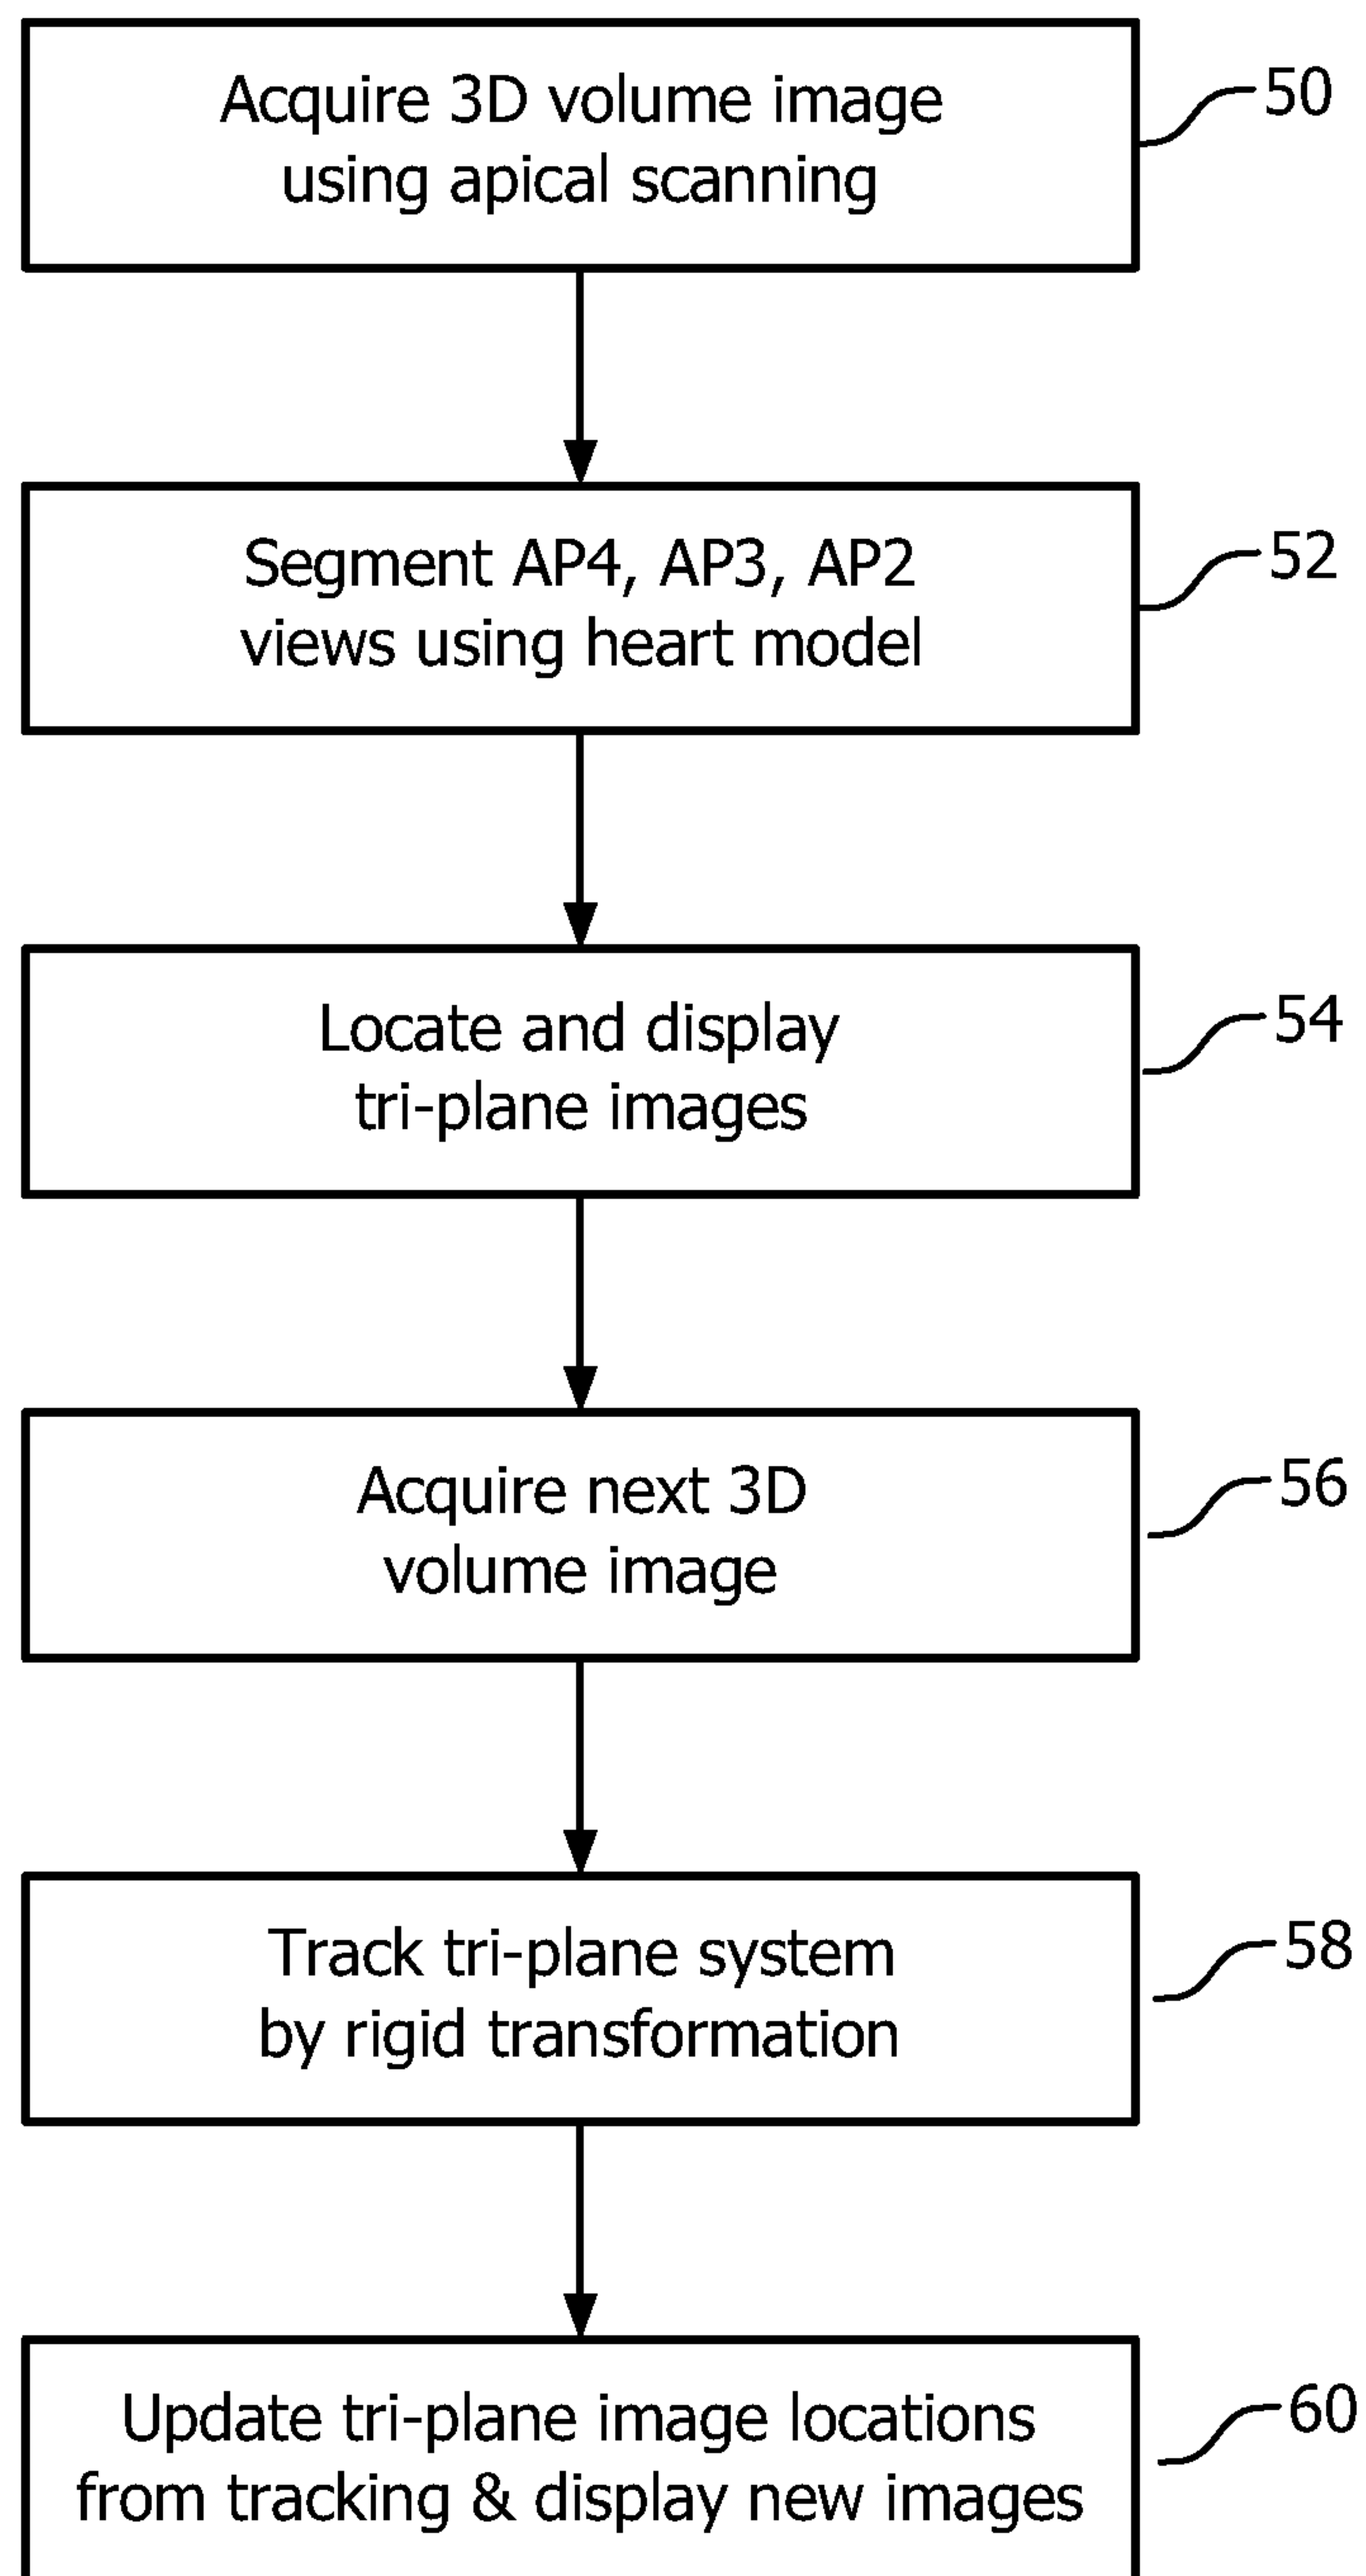 Acquire 3D volume image
using apical scanning
50
Segment AP4, AP3, AP2
views using heart model
52
Locate and display
tri-plane images
54
Acquire next 3D
volume image
56
Track tri-plane system
by rigid transformation
58
Update tri-plane image locations
from tracking & display new images
60